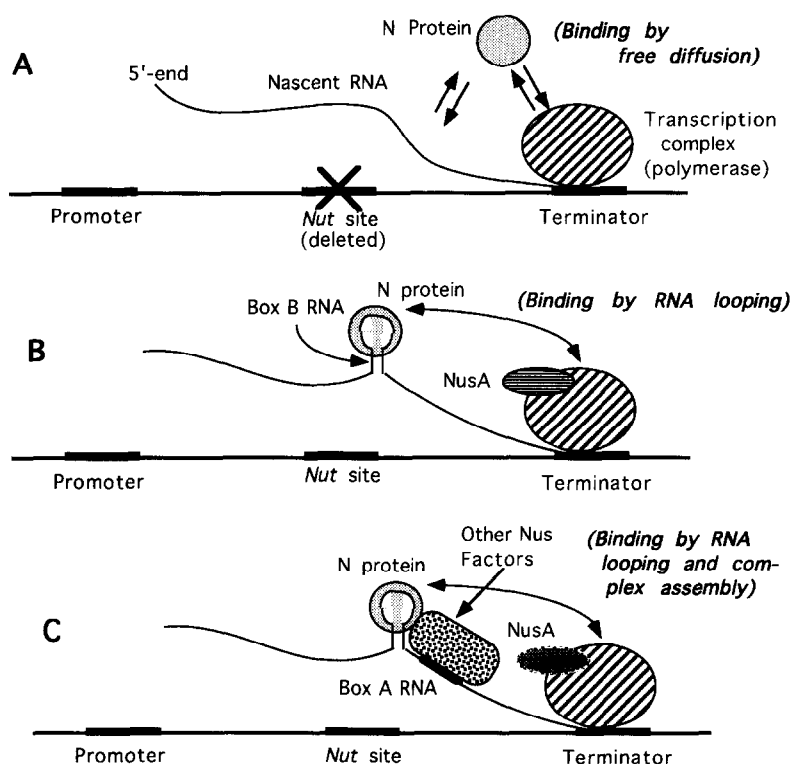 A
N Protein
(Binding by
free diffusion)
5'-end
Nascent RNA
Transcription
complex
(polymerase)
Promoter
Nut site
(deleted)
Terminator
B
Box B RNA
N protein
(Binding by RNA looping)
NusA
Promoter
Nut site
Terminator
C
N protein
Other Nus
Factors
(Binding by RNA
looping and com-
plex assembly)
NusA
Box A RNA
Promoter
Nut site
Terminator